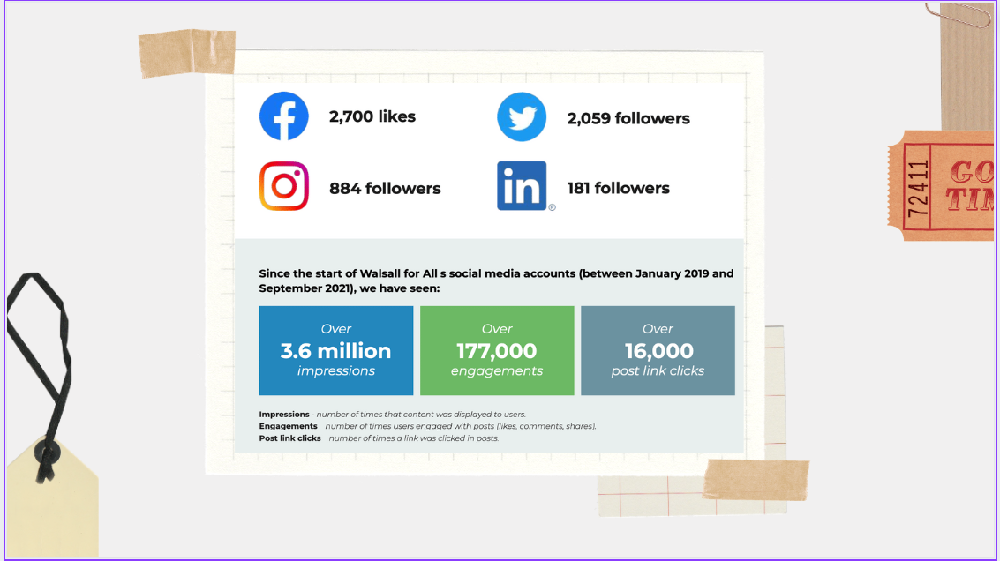 2,700 likes
2,059 followers
884 followers
in
®
181 followers
Since the start of Walsall for All s social media accounts (between January 2019 and
September 2021), we have seen:
Over
3.6 million
impressions
Over
177,000
engagements
Over
16,000
post link clicks
Impressions - number of times that content was displayed to users.
Engagements number of times users engaged with posts (likes, comments, shares).
Post link clicks number of times a link was clicked in posts.
72411
GO
TIM